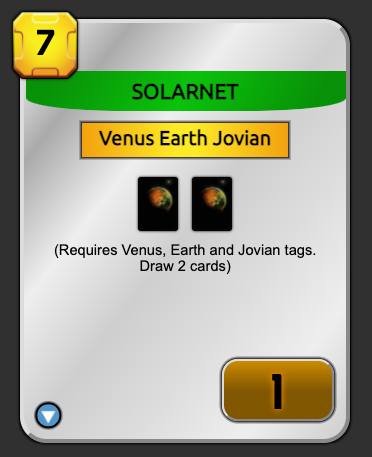 7
SOLARNET
Venus Earth Jovian
(Requires Venus, Earth and Jovian tags.
Draw 2 cards)
1